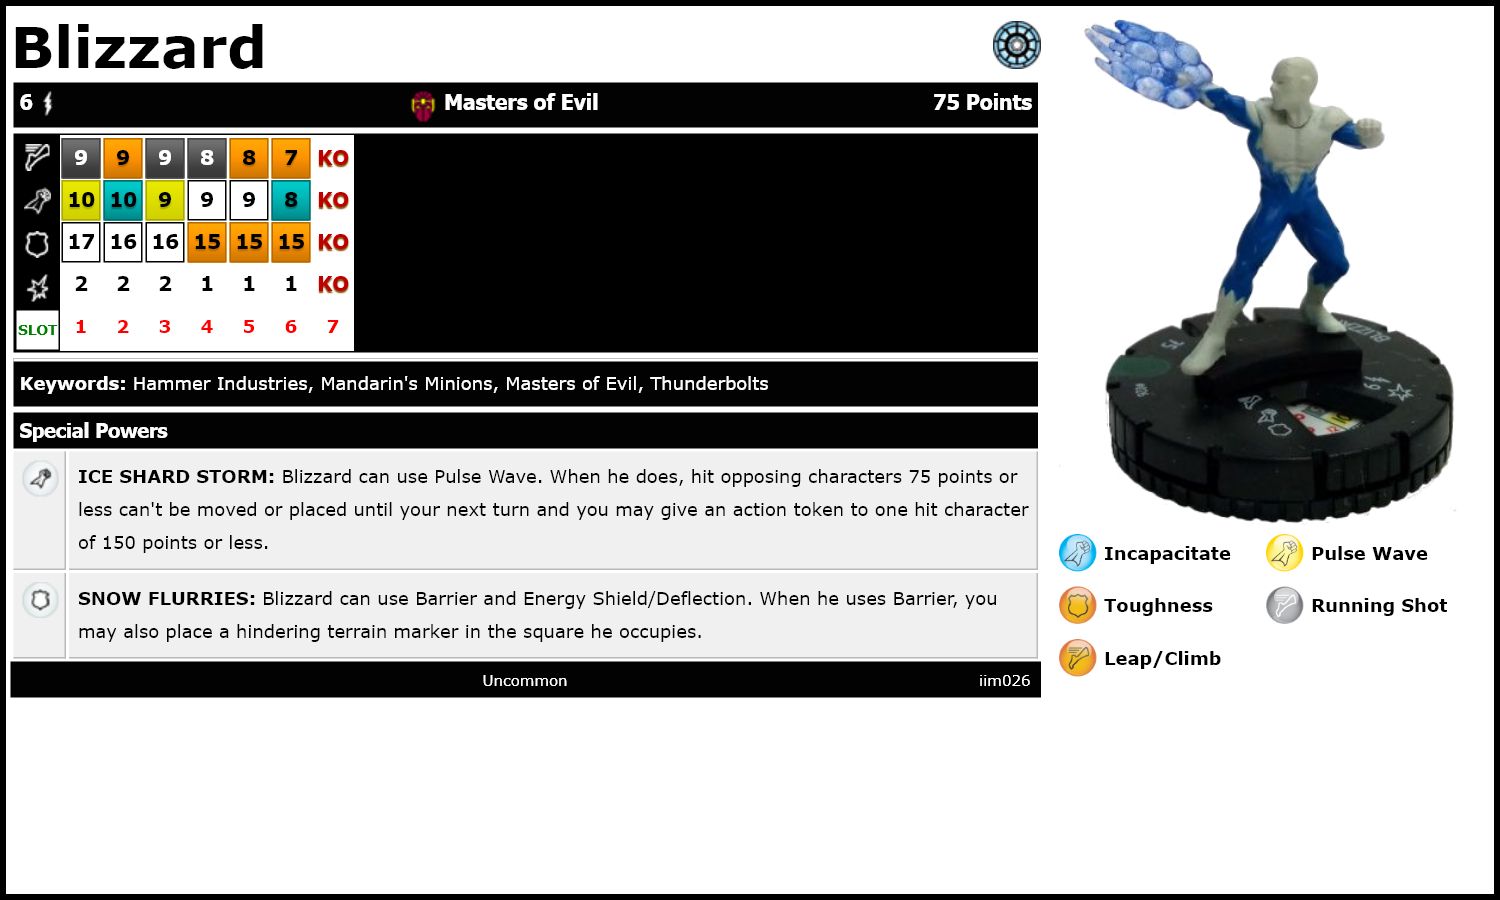 Blizzard
6 Masters of Evil 75 Points
9 9 9 8 8 7 KO
10 10 9 9 9 8 KO
17 16 16 15 15 15 KO
2 2 2 1 1 1 KO
SLOT 1 2 3 4 5 6 7
Keywords: Hammer Industries, Mandarin's Minions, Masters of Evil, Thunderbolts
Special Powers
ICE SHARD STORM: Blizzard can use Pulse Wave. When he does, hit opposing characters 75 points or
less can't be moved or placed until your next turn and you may give an action token to one hit character
of 150 points or less.
SNOW FLURRIES: Blizzard can use Barrier and Energy Shield/Deflection. When he uses Barrier, you
may also place a hindering terrain marker in the square he occupies.
Uncommon iim026
BLIZZARD
75
#026
6
Incapacitate Pulse Wave
Toughness Running Shot
Leap/Climb